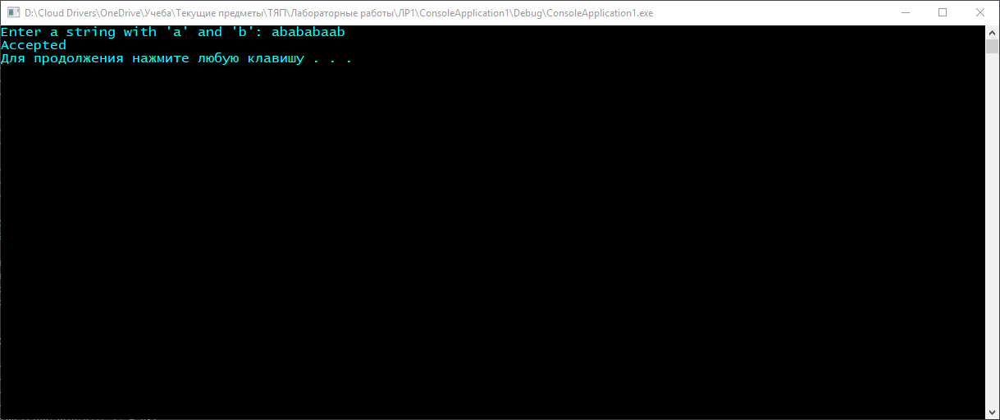 D:\Cloud Drivers\OneDrive\Учеба\Текущие предметы\ТЯП\Лабораторные работы\ЛР1\ConsoleApplication1\Debug\ConsoleApplication1.exe
Enter a string with 'a' and 'b': abababaab
Accepted
Для продолжения нажмите любую клавишу . . .